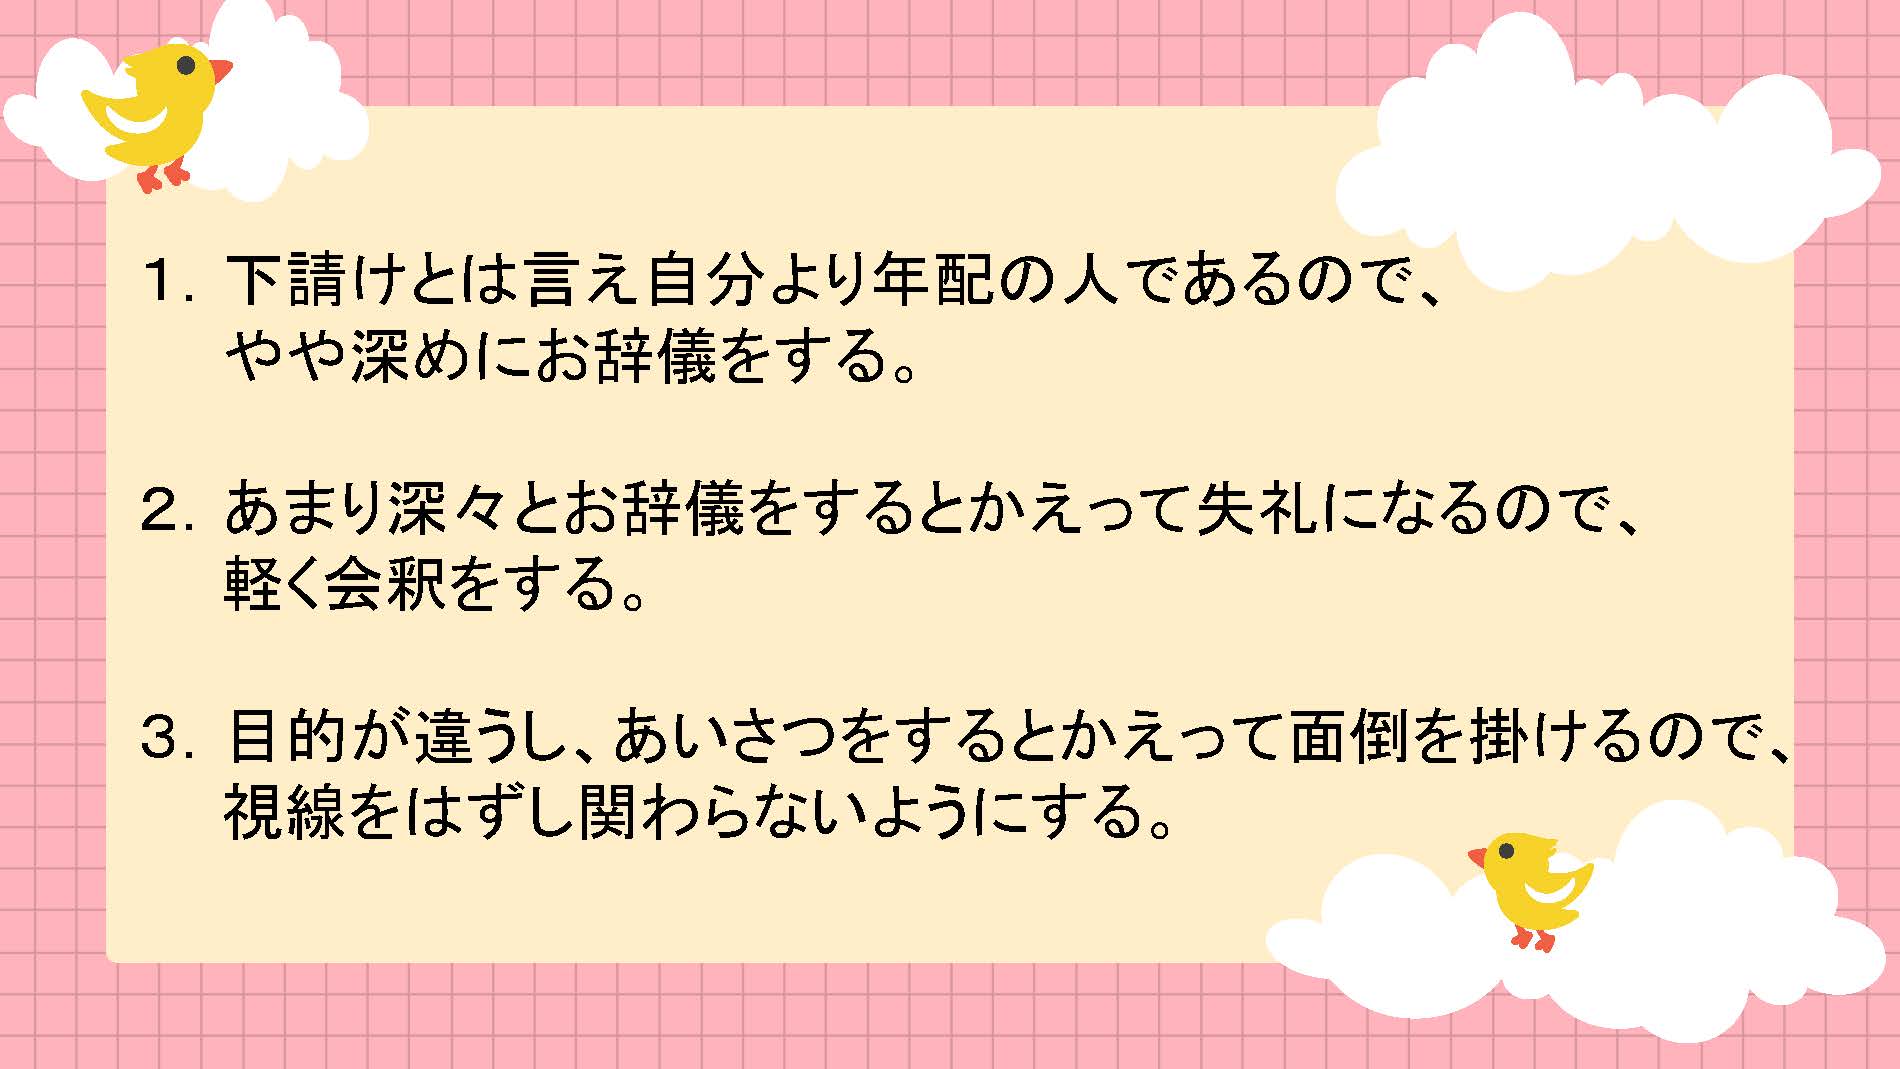 １．下請けとは言え自分より年配の人であるので、
やや深めにお辞儀をする。
２．あまり深々とお辞儀をするとかえって失礼になるので、
軽く会釈をする。
３．目的が違うし、あいさつをするとかえって面倒を掛けるので、
視線をはずし関わらないようにする。